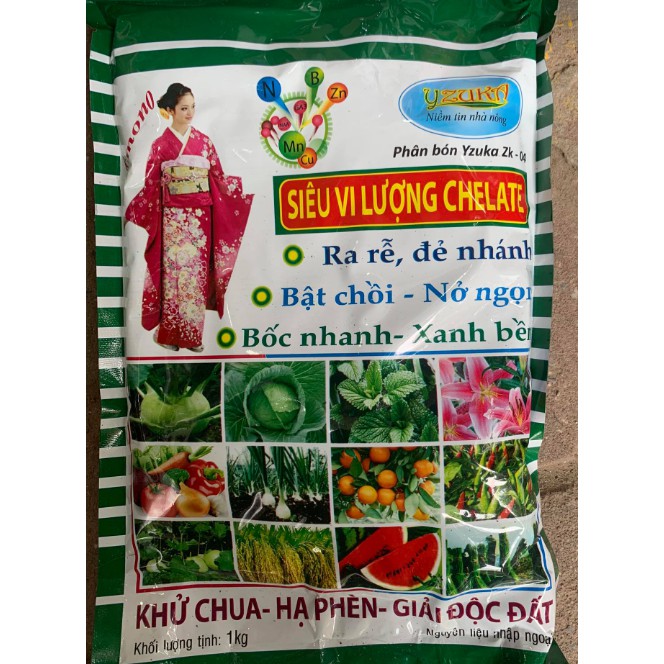 N B Zn
Mn
Cu
YZUKA
Niềm tin nhà nông
Phân bón Yzuka Zk - 04
SIÊU VI LƯỢNG CHELATE
Ra rễ, đẻ nhánh
Bật chồi - Nở ngọn
Bốc nhanh- Xanh bền
KHỬ CHUA- HẠ PHÈN- GIẢI ĐỘC ĐẤT
Khối lượng tịnh: 1kg
Nguyên liệu nhập ngoại